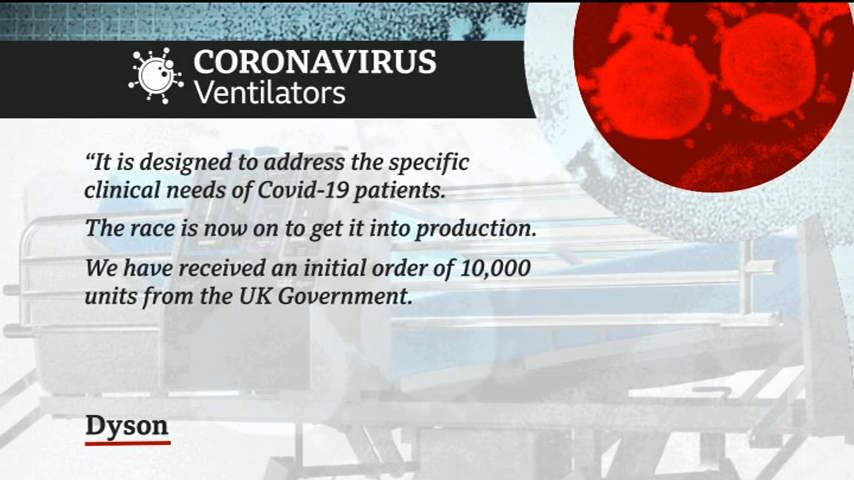 CORONAVIRUS
Ventilators
“It is designed to address the specific
clinical needs of Covid-19 patients.
The race is now on to get it into production.
We have received an initial order of 10,000
units from the UK Government.
Dyson